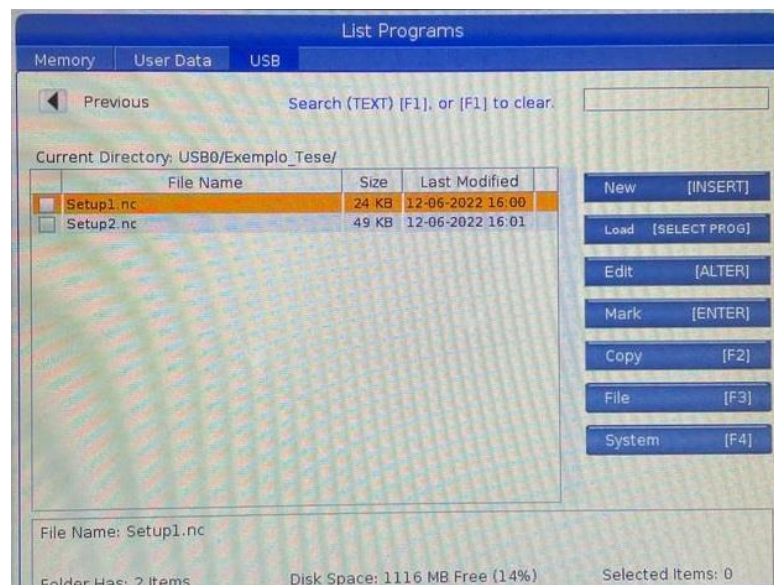 List Programs
Memory User Data USB
Previous Search (TEXT) [F1], or [F1] to clear.
Current Directory: USB0/Exemplo_Tese/
File Name Size Last Modified
Setup1.nc 24 KB 12-06-2022 16:00
Setup2.nc 49 KB 12-06-2022 16:01
New [INSERT]
Load [SELECT PROG]
Edit [ALTER]
Mark [ENTER]
Copy [F2]
File [F3]
System [F4]
File Name: Setup1.nc
Folder Has: 2 Items Disk Space: 1116 MB Free (14%) Selected Items: 0